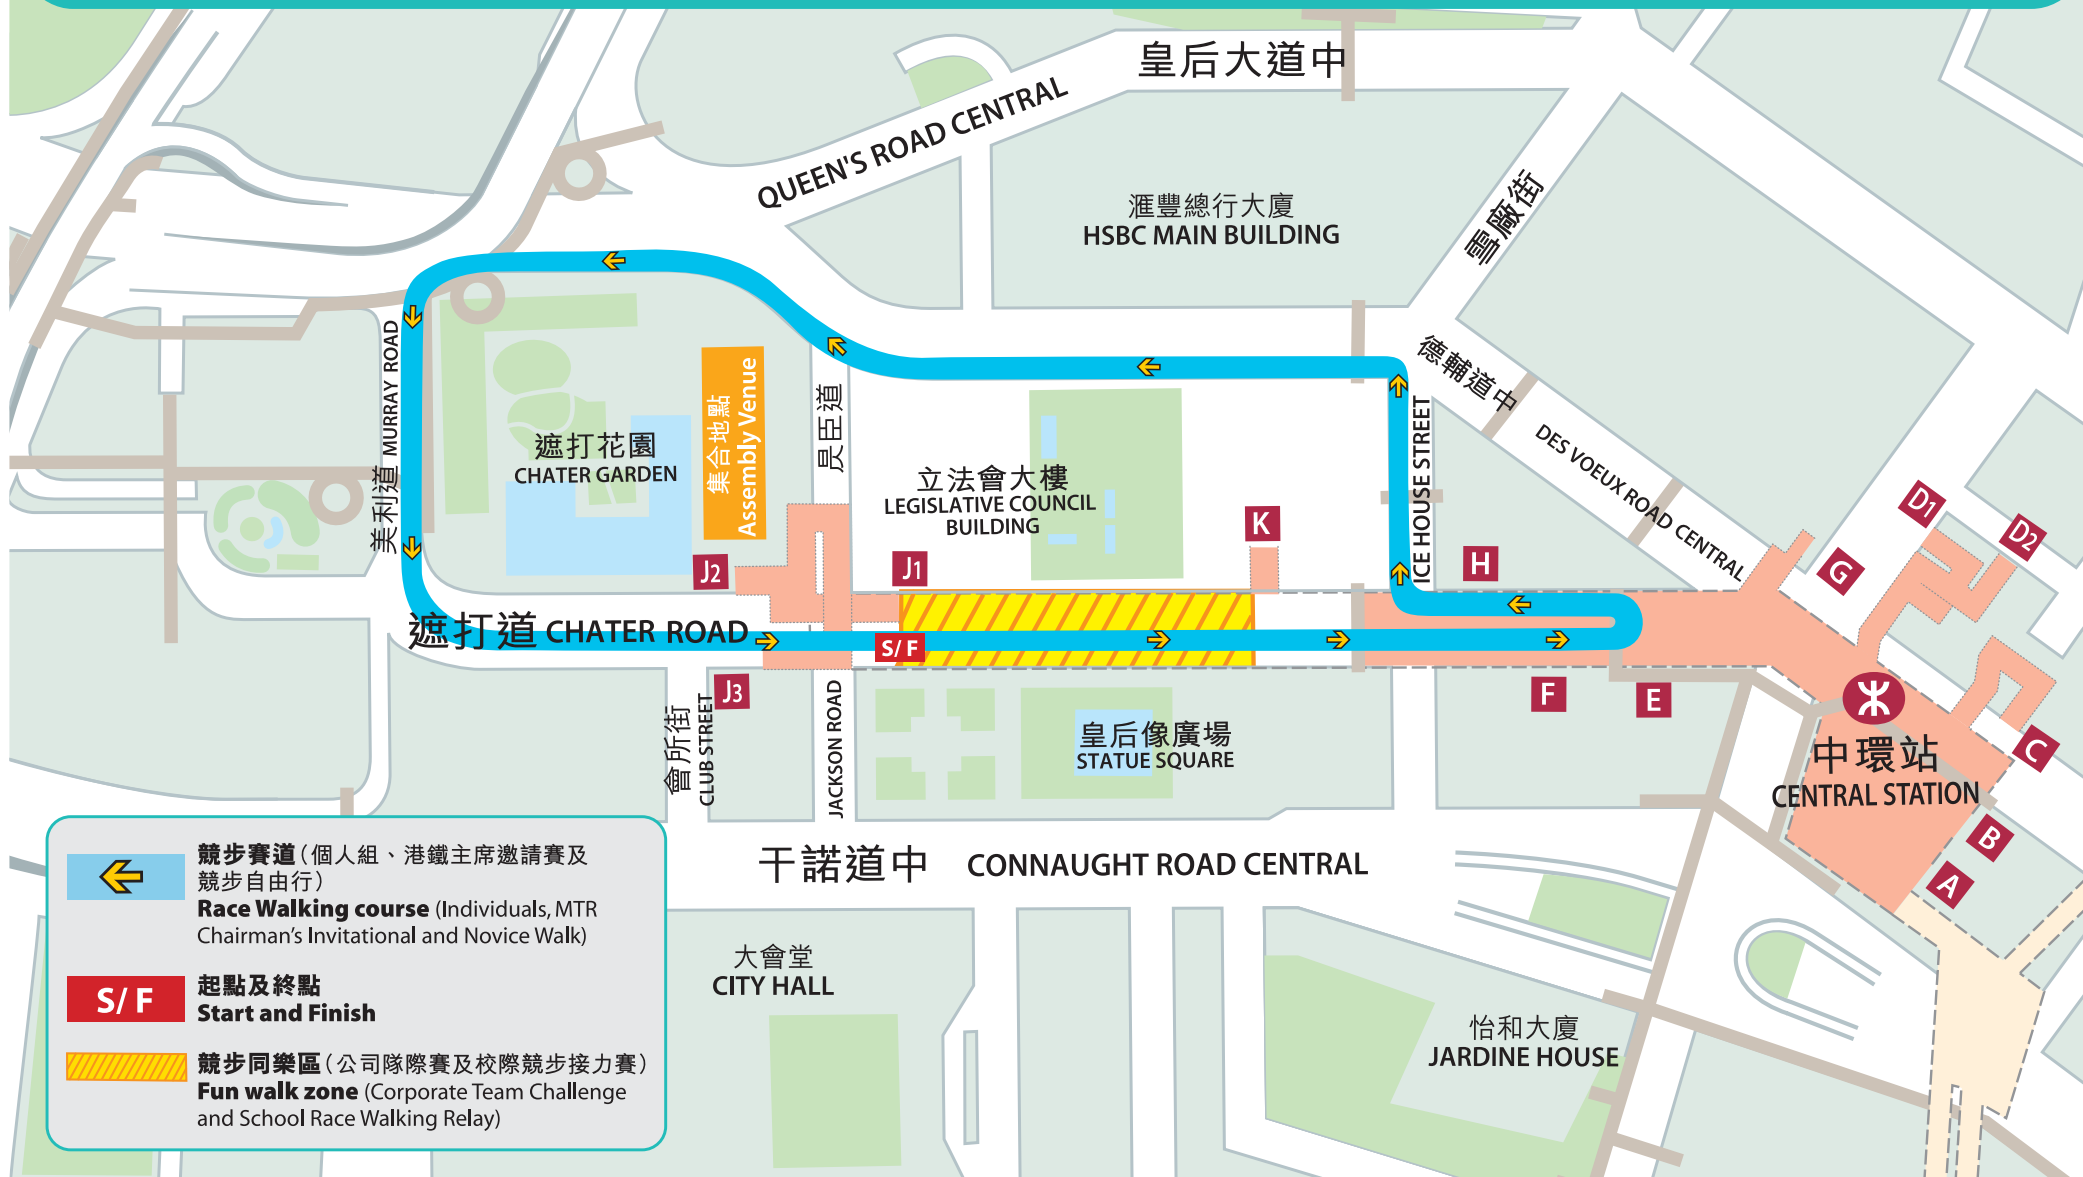 皇后大道中
QUEEN'S ROAD CENTRAL
滙豐總行大廈
HSBC MAIN BUILDING
雪廠街
德輔道中
DES VOEUX ROAD CENTRAL
美利道 MURRAY ROAD
遮打花園
CHATER GARDEN
集合地點
Assembly Venue
昃臣道
立法會大樓
LEGISLATIVE COUNCIL
BUILDING
ICE HOUSE STREET
K
H
J1
J2
D1
D2
G
遮打道 CHATER ROAD
S/F
J3
F
E
C
B
A
會所街
CLUB STREET
JACKSON ROAD
皇后像廣場
STATUE SQUARE
中環站
CENTRAL STATION
干諾道中 CONNAUGHT ROAD CENTRAL
大會堂
CITY HALL
怡和大廈
JARDINE HOUSE
競步賽道（個人組、港鐵主席邀請賽及
競步自由行）
Race Walking course (Individuals, MTR
Chairman's Invitational and Novice Walk)
S/F
起點及終點
Start and Finish
競步同樂區（公司隊際賽及校際競步接力賽）
Fun walk zone (Corporate Team Challenge
and School Race Walking Relay)